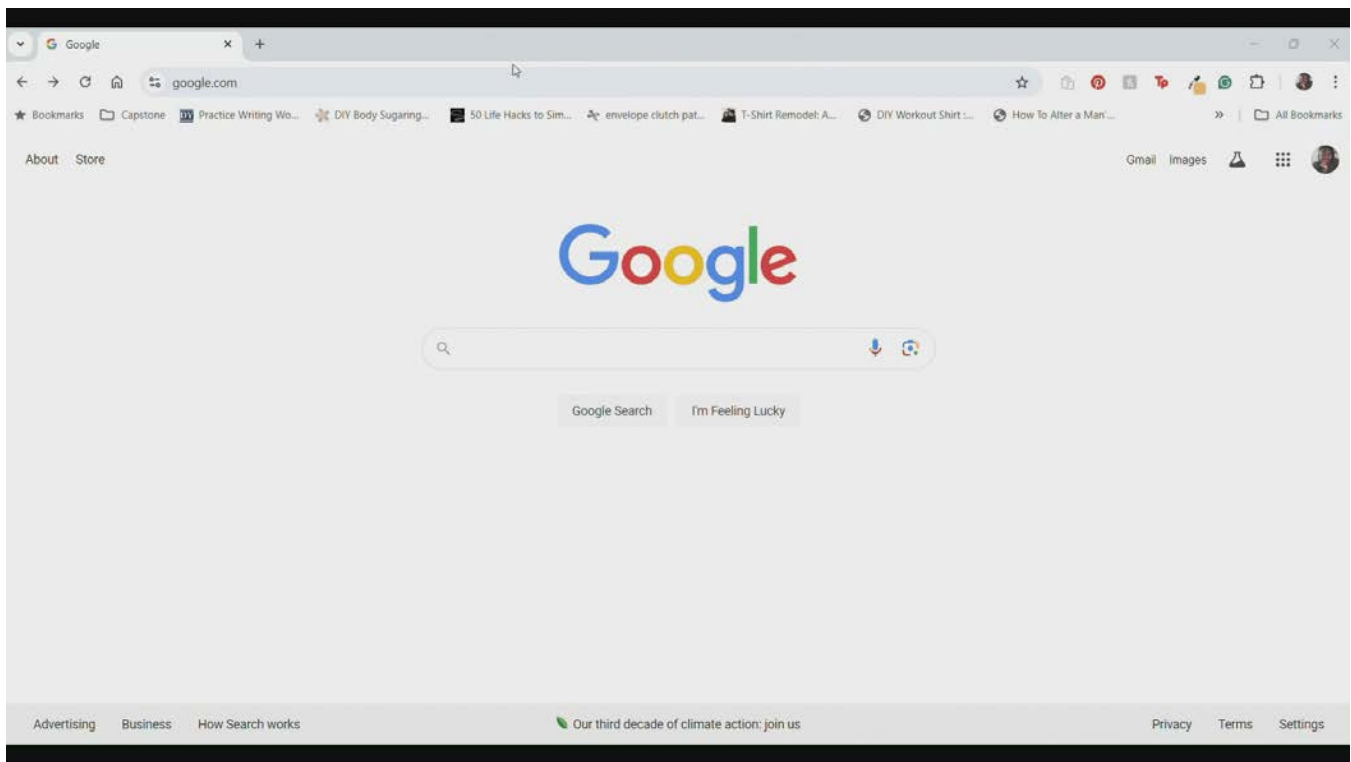 Google
google.com
Bookmarks Capstone Practice Writing Wo... DIY Body Sugaring... 50 Life Hacks to Sim... envelope clutch pat... T-Shirt Remodel: A... DIY Workout Shirt :... How To Alter a Man'... » All Bookmarks
About Store Gmail Images
Google
Google Search I'm Feeling Lucky
Advertising Business How Search works Our third decade of climate action: join us Privacy Terms Settings